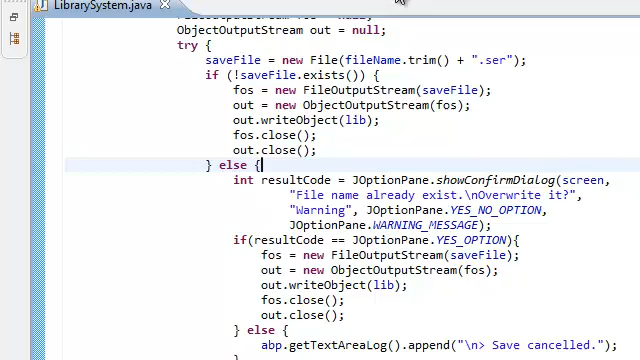 LibrarySystem.java
FileOutputStream fos = null;
ObjectOutputStream out = null;
try {
saveFile = new File(fileName.trim() + ".ser");
if (!saveFile.exists()) {
fos = new FileOutputStream(saveFile);
out = new ObjectOutputStream(fos);
out.writeObject(lib);
fos.close();
out.close();
} else {
int resultCode = JOptionPane.showConfirmDialog(screen,
"File name already exist.\nOverwrite it?",
"Warning", JOptionPane.YES_NO_OPTION,
JOptionPane.WARNING_MESSAGE);
if(resultCode == JOptionPane.YES_OPTION){
fos = new FileOutputStream(saveFile);
out = new ObjectOutputStream(fos);
out.writeObject(lib);
fos.close();
out.close();
} else {
abp.getTextAreaLog().append("\n> Save cancelled.");
}